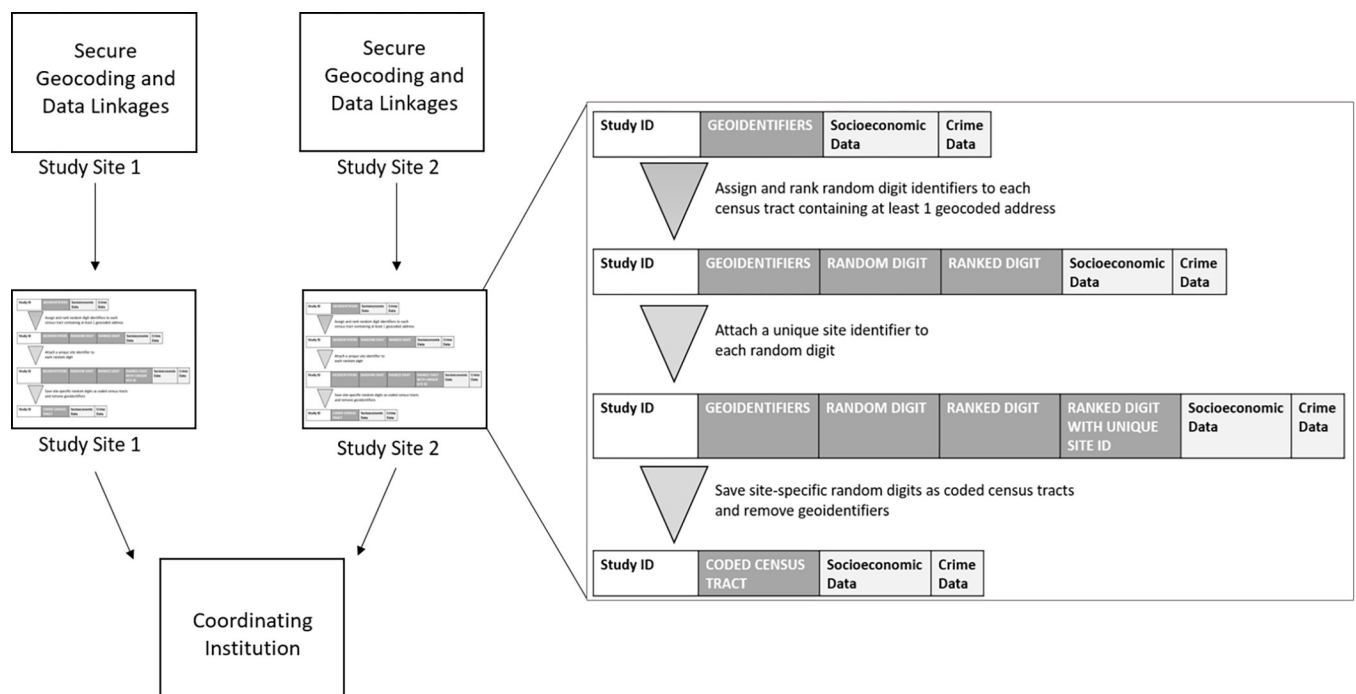 Secure
Geocoding and
Data Linkages
Study Site 1
Secure
Geocoding and
Data Linkages
Study Site 2
Study ID GEOIDENTIFIERS Socioeconomic Data Crime Data
Assign and rank random digit identifiers to each
census tract containing at least 1 geocoded address
Study ID GEOIDENTIFIERS RANDOM DIGIT RANKED DIGIT Socioeconomic Data Crime Data
Attach a unique site identifier to
each random digit
Study ID GEOIDENTIFIERS RANDOM DIGIT RANKED DIGIT RANKED DIGIT WITH UNIQUE SITE ID Socioeconomic Data Crime Data
Save site-specific random digits as coded census tracts
and remove geoidentifiers
Study ID CODED CENSUS TRACT Socioeconomic Data Crime Data
Study Site 1
Study Site 2
Coordinating
Institution